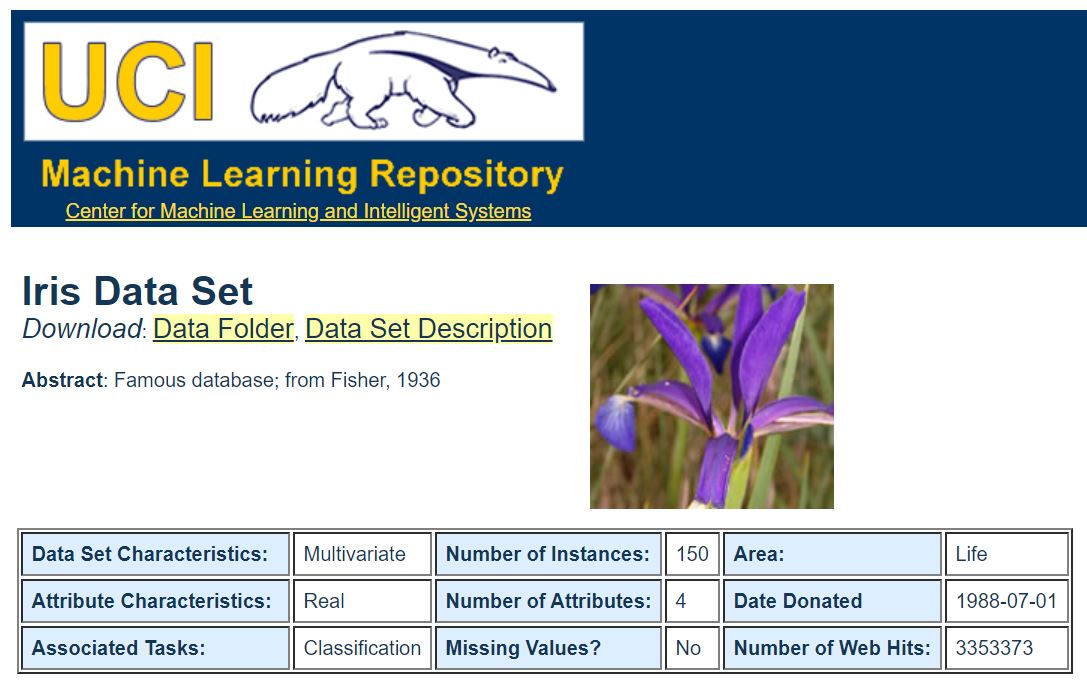 UCI
Machine Learning Repository
Center for Machine Learning and Intelligent Systems
Iris Data Set
Download: Data Folder, Data Set Description
Abstract: Famous database; from Fisher, 1936
Data Set Characteristics: Multivariate Number of Instances: 150 Area: Life
Attribute Characteristics: Real Number of Attributes: 4 Date Donated 1988-07-01
Associated Tasks: Classification Missing Values? No Number of Web Hits: 3353373